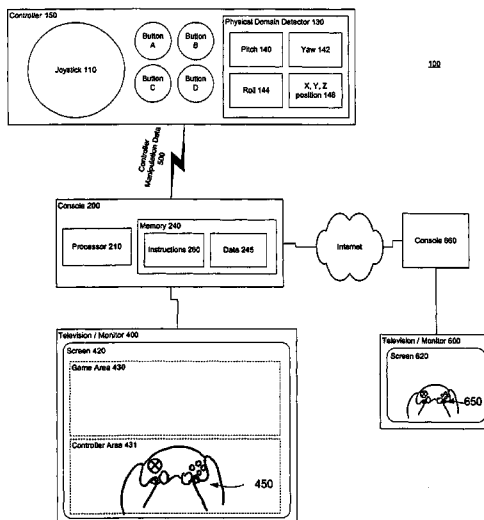 Controller 150
Joystick 110
Button A
Button B
Button C
Button D
Physical Domain Detector 130
Pitch 140
Yaw 142
Roll 144
X, Y, Z position 148
100
Controller Manipulation Data 500
Console 200
Processor 210
Memory 240
Instructions 260
Data 245
Internet
Console 660
Television / Monitor 400
Screen 420
Game Area 430
Controller Area 431
450
Television / Monitor 600
Screen 620
650